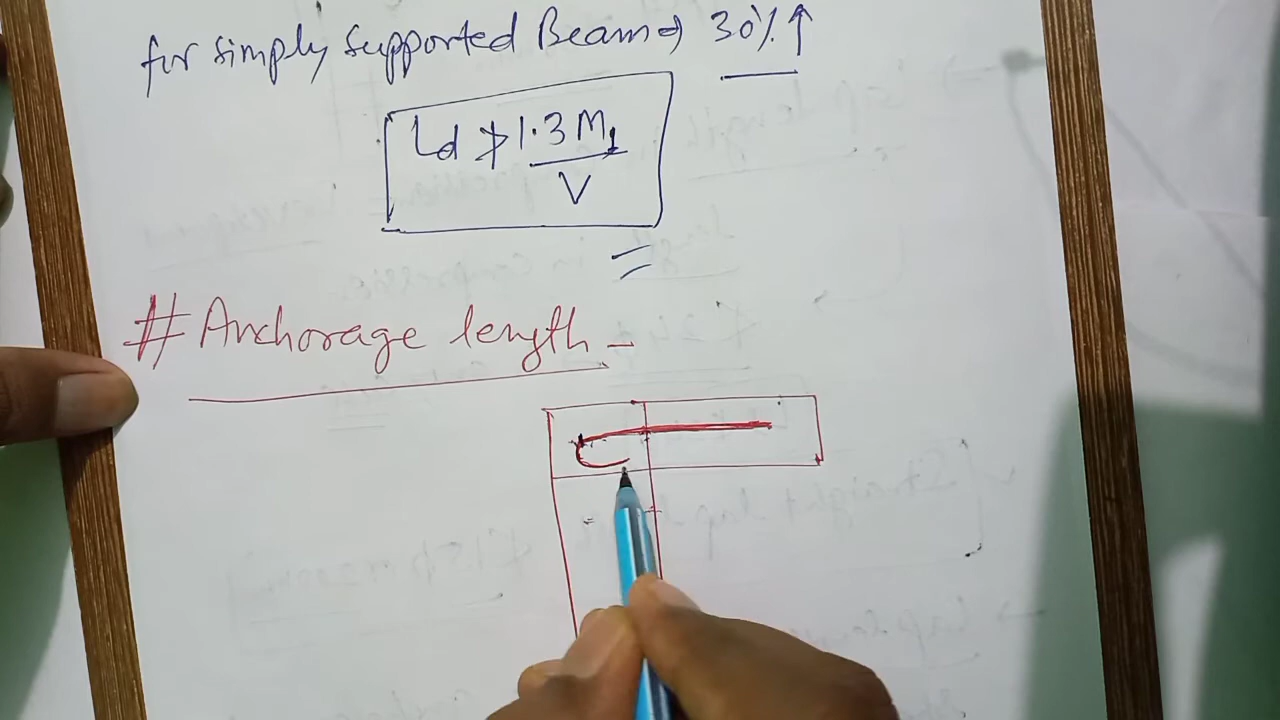 for simply supported Beam ⇒ 30% ↑
Ld ≯ 1.3 M1
V
# Anchorage length -